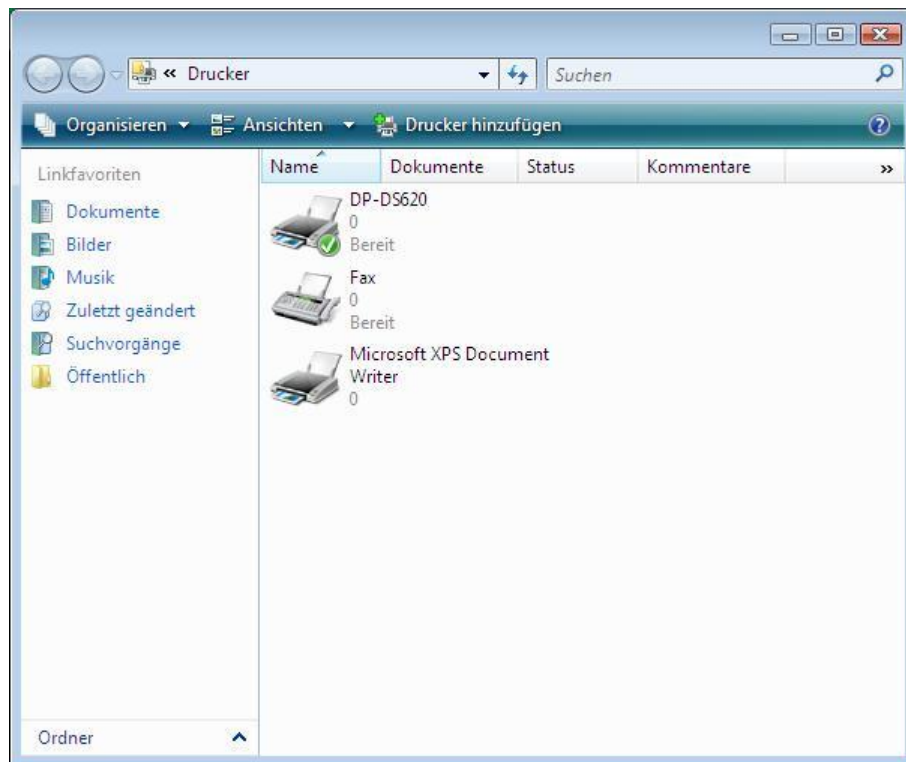 « Drucker
Suchen
Organisieren Ansichten Drucker hinzufügen ?
Linkfavoriten
Dokumente
Bilder
Musik
Zuletzt geändert
Suchvorgänge
Öffentlich
Ordner
Name Dokumente Status Kommentare »
DP-DS620
0
Bereit
Fax
0
Bereit
Microsoft XPS Document
Writer
0